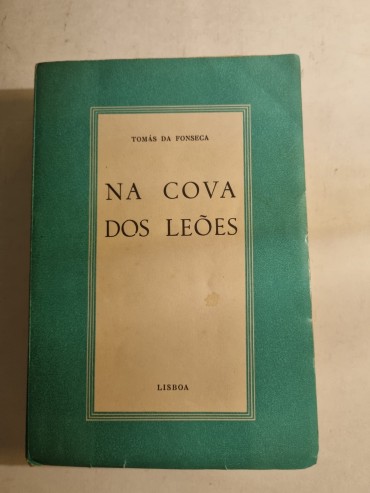 TOMÁS DA FONSECA
NA COVA
DOS LEÕES
LISBOA